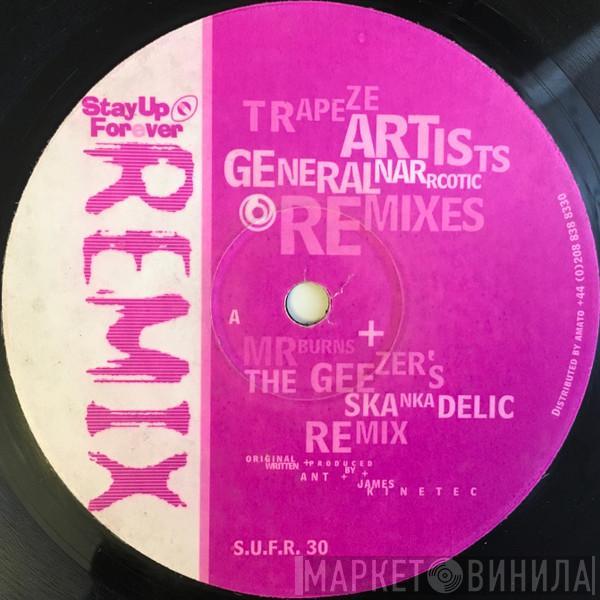 Stay Up
Forever
REMIX
TRAPEZE
ARTISTS
GENERAL NARRCOTIC
REMIXES
A
MR BURNS +
THE GEEZER'S
SKANKADELIC
REMIX
ORIGINAL
WRITTEN + PRODUCED
BY
ANT + +
JAMES
KINETEC
S.U.F.R. 30
DISTRIBUTED BY AMATO +44 (0)208 838 8330
МАРКЕТ ВИНИЛА